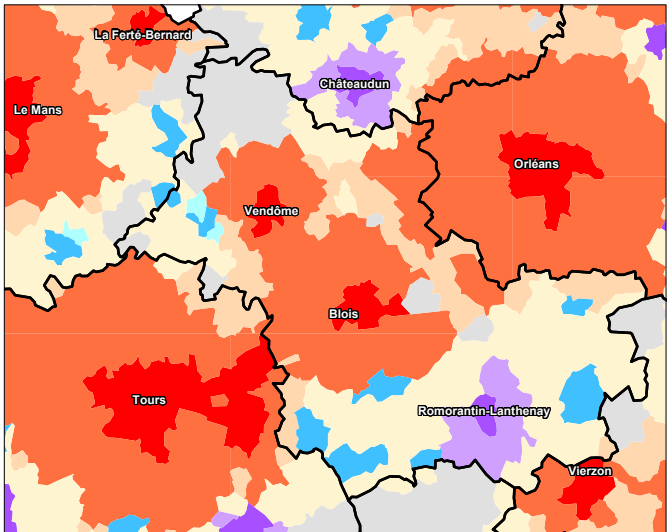 La Ferté-Bernard
Châteaudun
Le Mans
Orléans
Vendôme
Blois
Tours
Romorantin-Lanthenay
Vierzon